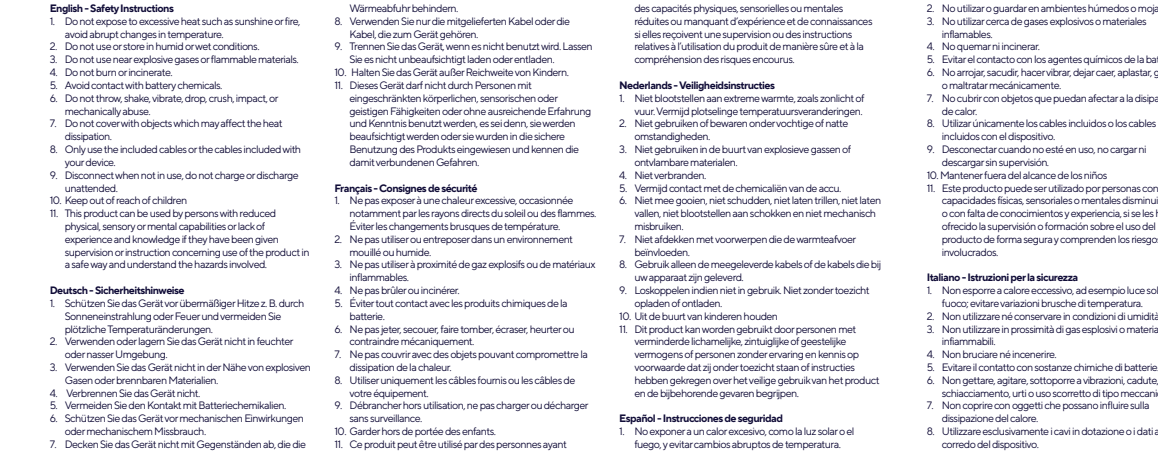 English - Safety Instructions
1. Do not expose to excessive heat such as sunshine or fire,
avoid abrupt changes in temperature.
2. Do not use or store in humid or wet conditions.
3. Do not use near explosive gases or flammable materials.
4. Do not burn or incinerate.
5. Avoid contact with battery chemicals.
6. Do not throw, shake, vibrate, drop, crush, impact, or
mechanically abuse.
7. Do not cover with objects which may affect the heat
dissipation.
8. Only use the included cables or the cables included with
your device.
9. Disconnect when not in use, do not charge or discharge
unattended.
10. Keep out of reach of children
11. This product can be used by persons with reduced
physical, sensory or mental capabilities or lack of
experience and knowledge if they have been given
supervision or instruction concerning use of the product in
a safe way and understand the hazards involved.
Deutsch - Sicherheitshinweise
1. Schützen Sie das Gerät vor übermäßiger Hitze z. B. durch
Sonneneinstrahlung oder Feuer und vermeiden Sie
plötzliche Temperaturänderungen.
2. Verwenden oder lagern Sie das Gerät nicht in feuchter
oder nasser Umgebung.
3. Verwenden Sie das Gerät nicht in der Nähe von explosiven
Gasen oder brennbaren Materialien.
4. Verbrennen Sie das Gerät nicht.
5. Vermeiden Sie den Kontakt mit Batteriechemikalien.
6. Schützen Sie das Gerät vor mechanischen Einwirkungen
oder mechanischem Missbrauch.
7. Decken Sie das Gerät nicht mit Gegenständen ab, die die
Wärmeabfuhr behindern.
8. Verwenden Sie nur die mitgelieferten Kabel oder die
Kabel, die zum Gerät gehören.
9. Trennen Sie das Gerät, wenn es nicht benutzt wird. Lassen
Sie es nicht unbeaufsichtigt laden oder entladen.
10. Halten Sie das Gerät außer Reichweite von Kindern.
11. Dieses Gerät darf nicht durch Personen mit
eingeschränkten körperlichen, sensorischen oder
geistigen Fähigkeiten oder ohne ausreichende Erfahrung
und Kenntnis benutzt werden, es sei denn, sie werden
beaufsichtigt werden oder sie wurden in die sichere
Benutzung des Produkts eingewiesen und kennen die
damit verbundenen Gefahren.
Français - Consignes de sécurité
1. Ne pas exposer à une chaleur excessive, occasionnée
notamment par les rayons directs du soleil ou des flammes.
Éviter les changements brusques de température.
2. Ne pas utiliser ou entreposer dans un environnement
mouillé ou humide.
3. Ne pas utiliser à proximité de gaz explosifs ou de matériaux
inflammables.
4. Ne pas brûler ou incinérer.
5. Éviter tout contact avec les produits chimiques de la
batterie.
6. Ne pas jeter, secouer, faire tomber, écraser, heurter ou
contraindre mécaniquement.
7. Ne pas couvrir avec des objets pouvant compromettre la
dissipation de la chaleur.
8. Utiliser uniquement les câbles fournis ou les câbles de
votre équipement.
9. Débrancher hors utilisation, ne pas charger ou décharger
sans surveillance.
10. Garder hors de portée des enfants.
11. Ce produit peut être utilisé par des personnes ayant
des capacités physiques, sensorielles ou mentales
réduites ou manquant d'expérience et de connaissances
si elles reçoivent une supervision ou des instructions
relatives à l'utilisation du produit de manière sûre et à la
compréhension des risques encourus.
Nederlands - Veiligheidsinstructies
1. Niet blootstellen aan extreme warmte, zoals zonlicht of
vuur. Vermijd plotselinge temperatuursveranderingen.
2. Niet gebruiken of bewaren onder vochtige of natte
omstandigheden.
3. Niet gebruiken in de buurt van explosieve gassen of
ontvlambare materialen.
4. Niet verbranden.
5. Vermijd contact met de chemicaliën van de accu.
6. Niet mee gooien, niet schudden, niet laten trillen, niet laten
vallen, niet blootstellen aan schokken en niet mechanisch
misbruiken.
7. Niet afdekken met voorwerpen die de warmteafvoer
beïnvloeden.
8. Gebruik alleen de meegeleverde kabels of de kabels die bij
uw apparaat zijn geleverd.
9. Loskoppelen indien niet in gebruik. Niet zonder toezicht
opladen of ontladen.
10. Uit de buurt van kinderen houden
11. Dit product kan worden gebruikt door personen met
verminderde lichamelijke, zintuiglijke of geestelijke
vermogens of personen zonder ervaring en kennis op
voorwaarde dat zij onder toezicht staan of instructies
hebben gekregen over het veilige gebruik van het product
en de bijbehorende gevaren begrijpen.
Español - Instrucciones de seguridad
1. No exponer a un calor excesivo, como la luz solar o el
fuego, y evitar cambios abruptos de temperatura.
2. No utilizar o guardar en ambientes húmedos o moja
3. No utilizar cerca de gases explosivos o materiales
inflamables.
4. No quemar ni incinerar.
5. Evitar el contacto con los agentes químicos de la bat
6. No arrojar, sacudir, hacer vibrar, dejar caer, aplastar, g
o maltratar mecánicamente.
7. No cubrir con objetos que puedan afectar a la disipa
de calor.
8. Utilizar únicamente los cables incluidos o los cables
incluidos con el dispositivo.
9. Desconectar cuando no esté en uso, no cargar ni
descargar sin supervisión.
10. Mantener fuera del alcance de los niños
11. Este producto puede ser utilizado por personas con
capacidades físicas, sensoriales o mentales disminui
o con falta de conocimientos y experiencia, si se les h
ofrecido la supervisión o formación sobre el uso del
producto de forma segura y comprenden los riesgo
involucrados.
Italiano - Istruzioni per la sicurezza
1. Non esporre a calore eccessivo, ad esempio luce sol
fuoco; evitare variazioni brusche di temperatura.
2. Non utilizzare né conservare in condizioni di umidità
3. Non utilizzare in prossimità di gas esplosivi o materia
infiammabili.
4. Non bruciare né incenerire.
5. Evitare il contatto con sostanze chimiche di batterie.
6. Non gettare, agitare, sottoporre a vibrazioni, cadute,
schiacciamento, urti o uso scorretto di tipo meccani
7. Non coprire con oggetti che possano influire sulla
dissipazione del calore.
8. Utilizzare esclusivamente i cavi in dotazione o i dati a
corredo del dispositivo.